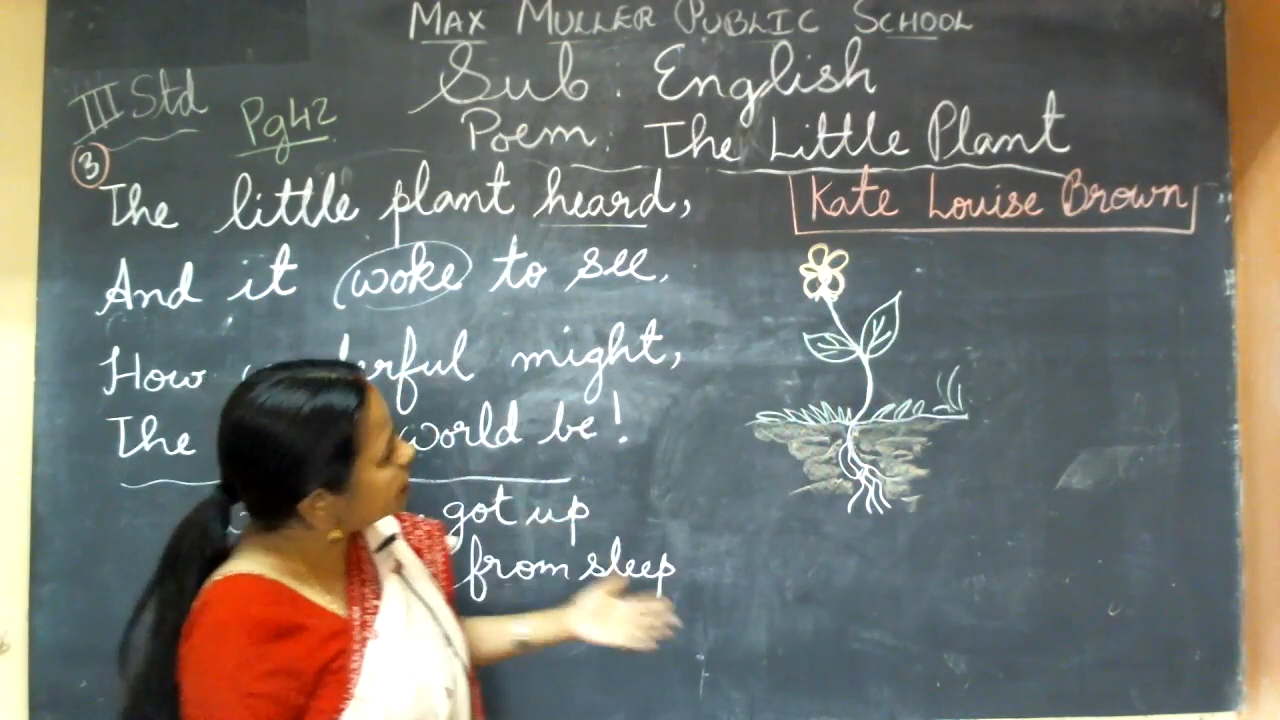 MAX MULLER PUBLIC SCHOOL
Sub. English
III Std
Pg42
Poem. The Little Plant
Kate Louise Brown
3
The little plant heard,
And it woke to see,
How erful might,
The world be!
got up
from sleep